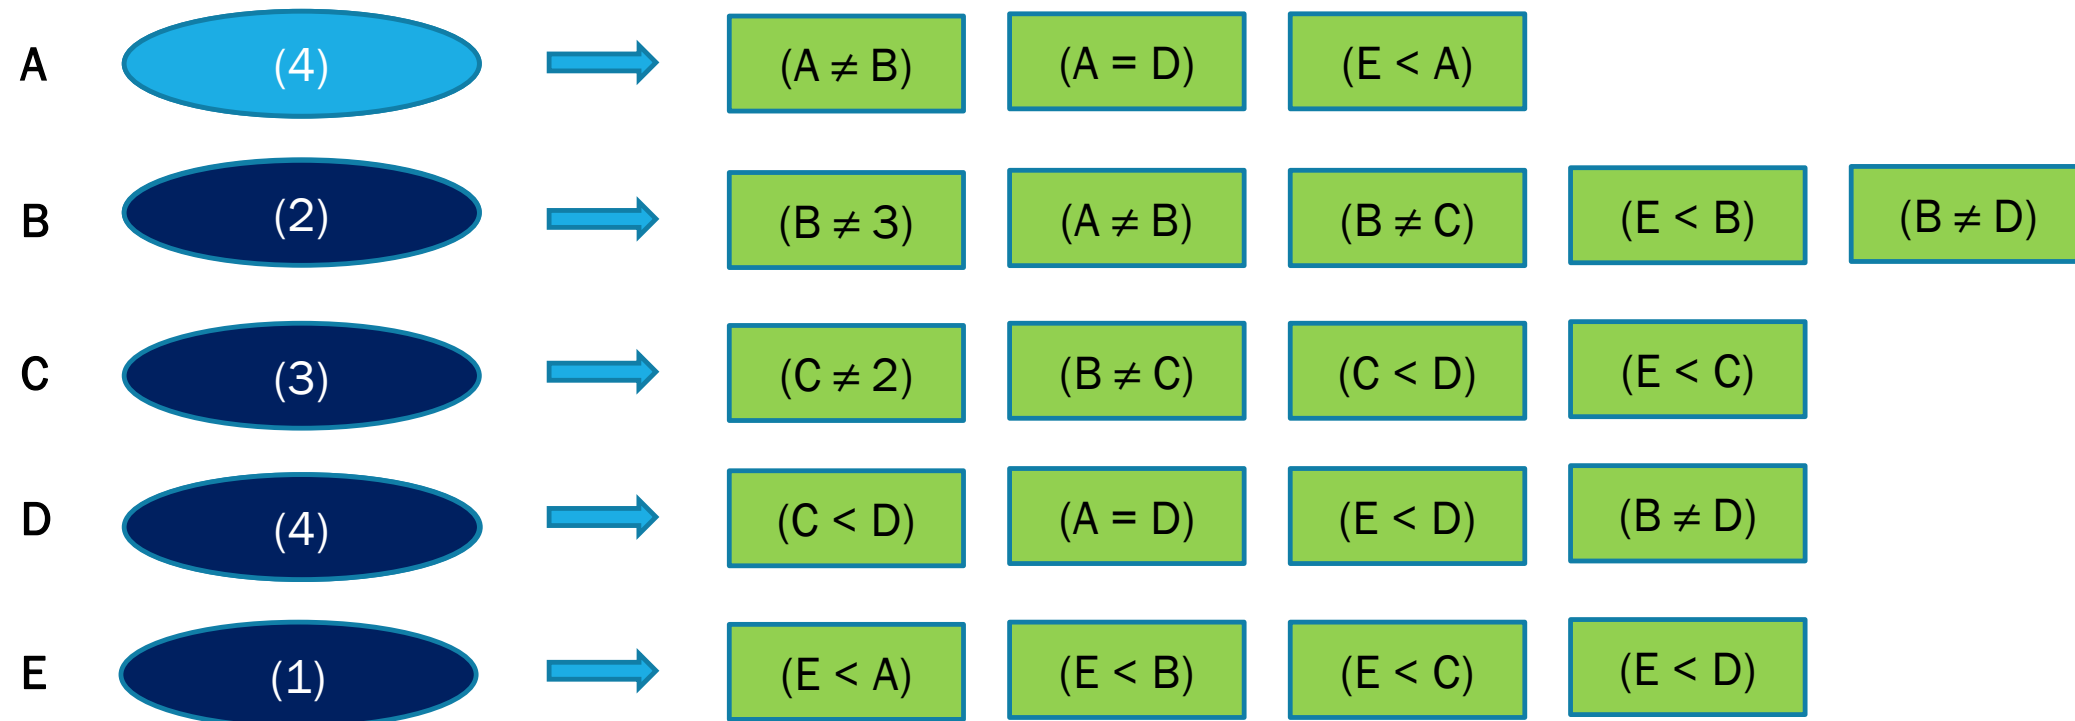 A (4) (A ≠ B) (A = D) (E < A)
B (2) (B ≠ 3) (A ≠ B) (B ≠ C) (E < B) (B ≠ D)
C (3) (C ≠ 2) (B ≠ C) (C < D) (E < C)
D (4) (C < D) (A = D) (E < D) (B ≠ D)
E (1) (E < A) (E < B) (E < C) (E < D)